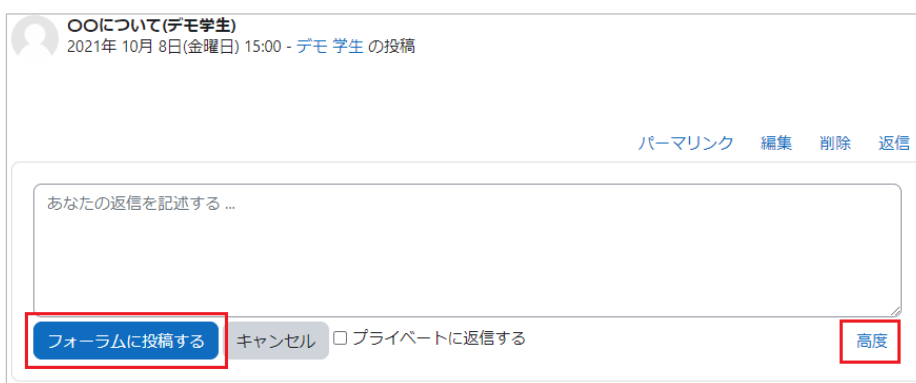 〇〇について(デモ学生)
2021年 10月 8日(金曜日) 15:00 - デモ 学生 の投稿
パーマリンク 編集 削除 返信
あなたの返信を記述する ...
フォーラムに投稿する キャンセル プライベートに返信する 高度